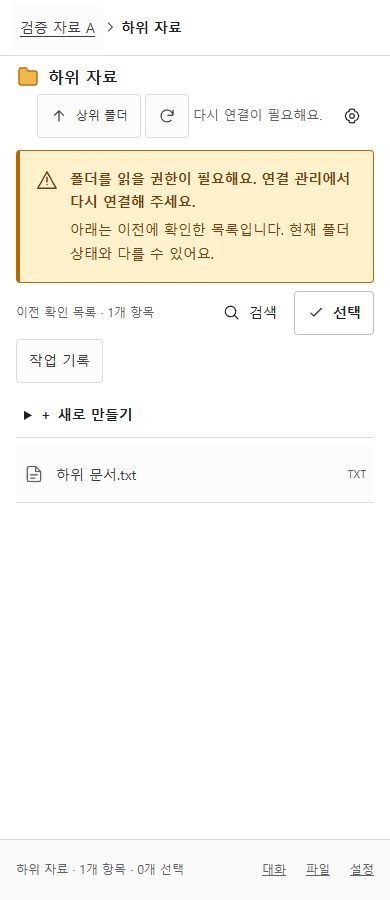 검증 자료 A > 하위 자료
하위 자료
상위 폴더 다시 연결이 필요해요.
폴더를 읽을 권한이 필요해요. 연결 관리에서
다시 연결해 주세요.
아래는 이전에 확인한 목록입니다. 현재 폴더
상태와 다를 수 있어요.
이전 확인 목록 · 1개 항목 검색 선택
작업 기록
+ 새로 만들기
하위 문서.txt TXT
하위 자료 · 1개 항목 · 0개 선택 대화 파일 설정